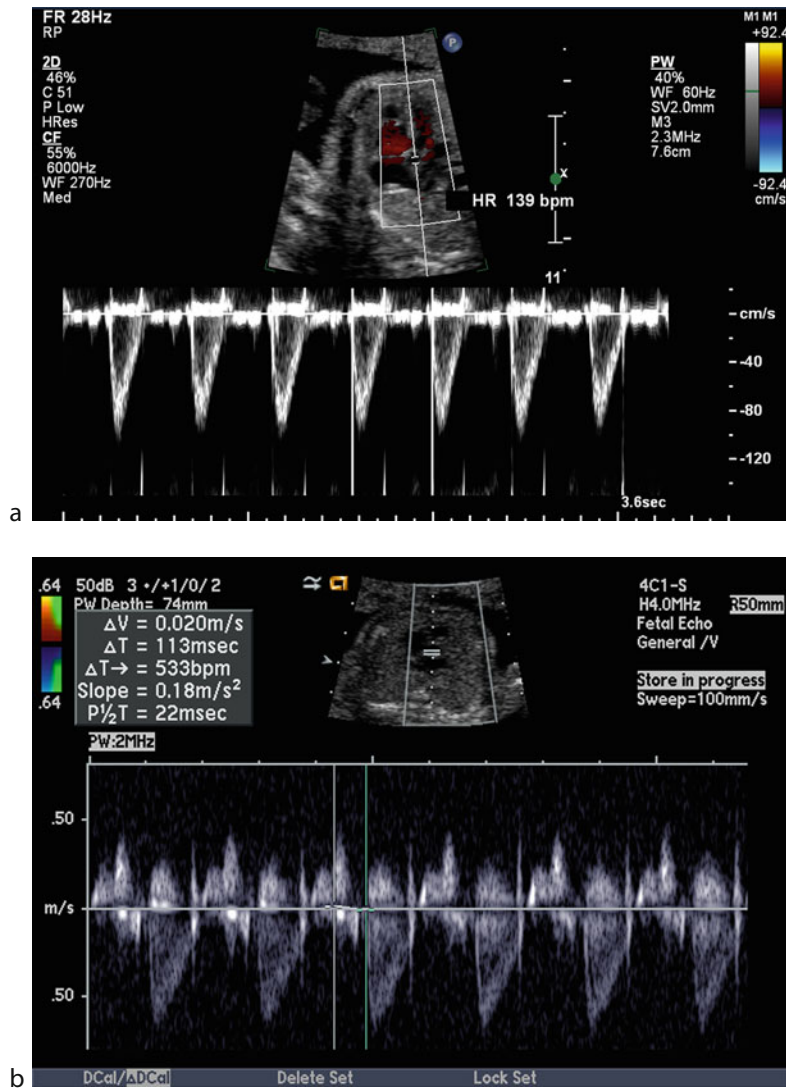 FR 28Hz
RP
2D
46%
C 51
P Low
HRes
CF
55%
6000Hz
WF 270Hz
Med
P
M1 M1
+92.4
PW
40%
WF 60Hz
SV2.0mm
M3
2.3MHz
7.6cm
-92.4
cm/s
x
HR 139 bpm
11
cm/s
-40
-80
-120
3.6sec
a
.64
.64
50dB 3 •/+1/0/2
PW Depth= 74mm
ΔV = 0.020m/s
ΔT = 113msec
ΔT→ = 533bpm
Slope = 0.18m/s²
P½T = 22msec
PW:2MHz
4C1-S
H4.0MHz R50mm
Fetal Echo
General /V
Store in progress
Sweep=100mm/s
.50
m/s
.50
b
DCal/ΔDCal Delete Set Lock Set